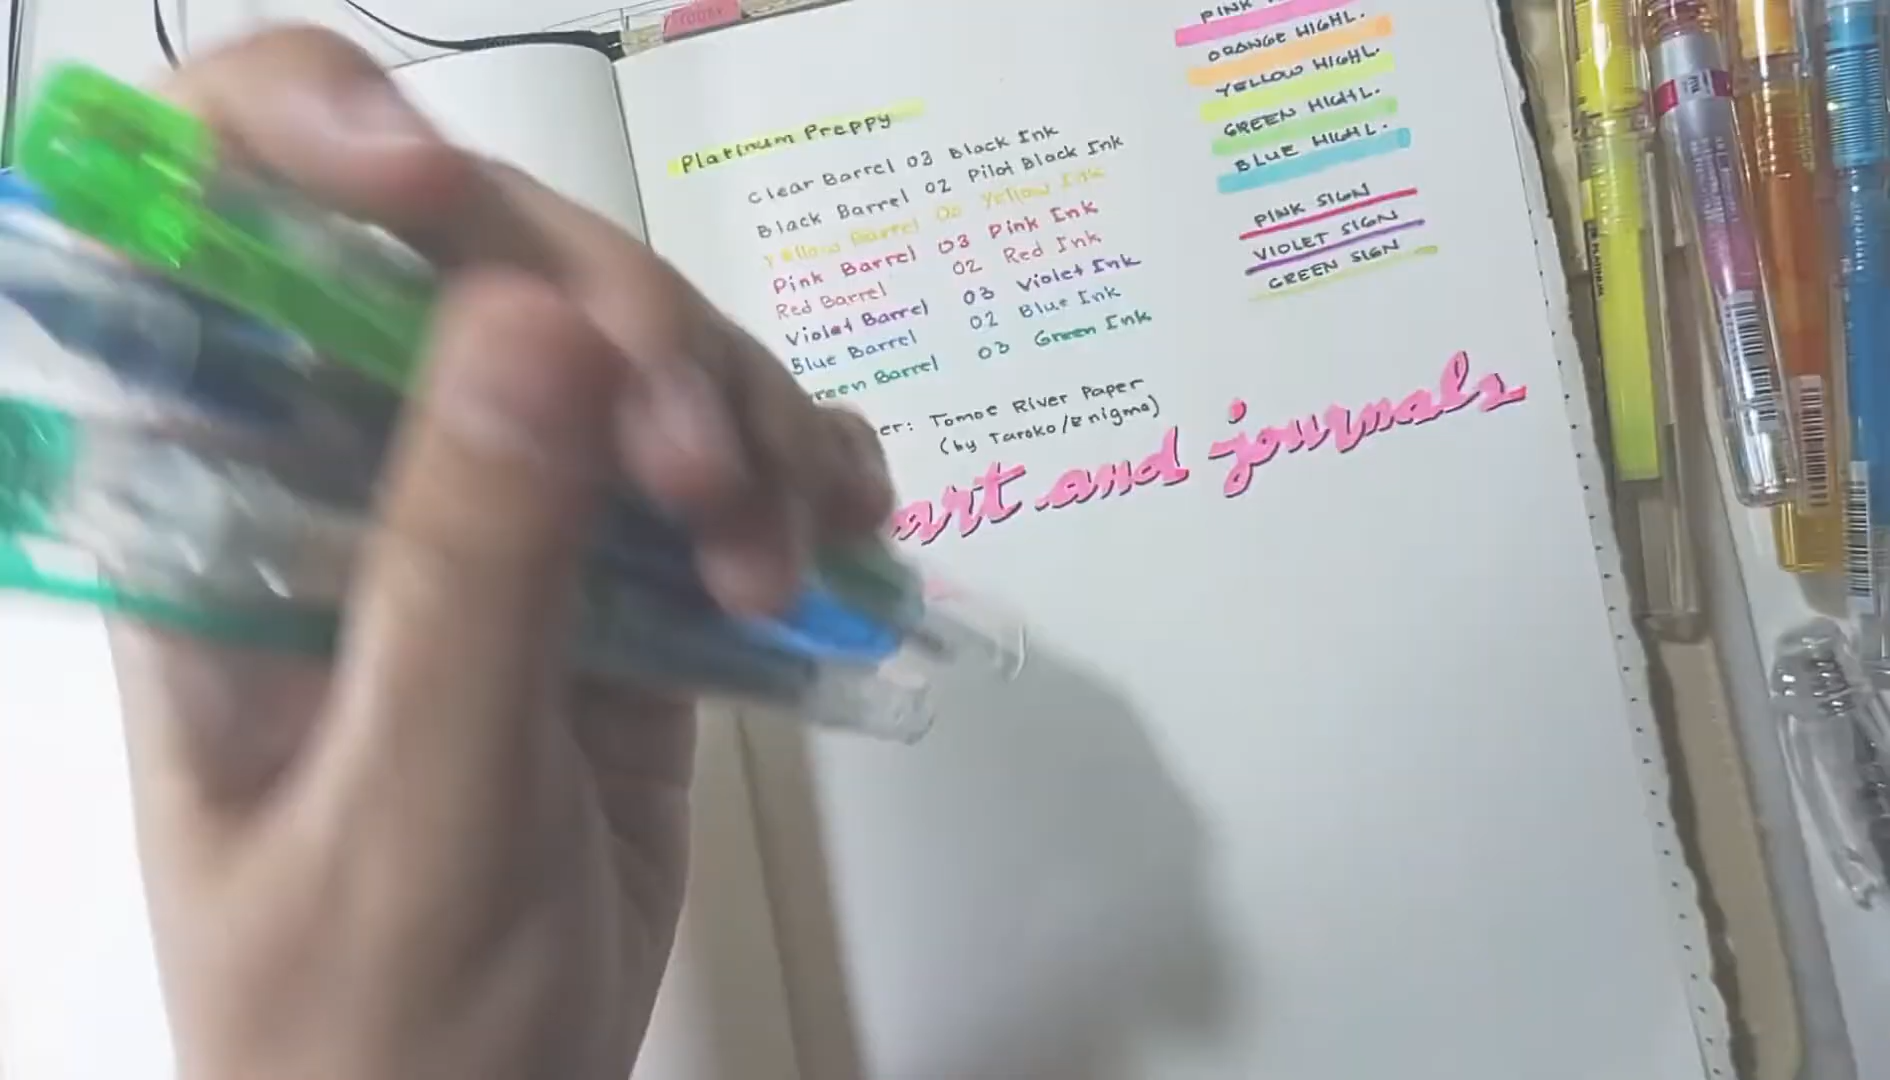 Platinum Preppy
Clear Barrel 03 Black Ink
Black Barrel 02 Pilot Black Ink
Yellow Barrel Yellow Ink
Pink Barrel 03 Pink Ink
Red Barrel 02 Red Ink
Violet Barrel 03 Violet Ink
Blue Barrel 02 Blue Ink
reen Barrel 03 Green Ink
er: Tomoe River Paper
(by Taroko/Enigma)
art and journals
PINK
ORANGE HIGHL.
YELLOW HIGHL.
GREEN HIGHL.
BLUE HIGHL.
PINK SIGN
VIOLET SIGN
GREEN SIGN